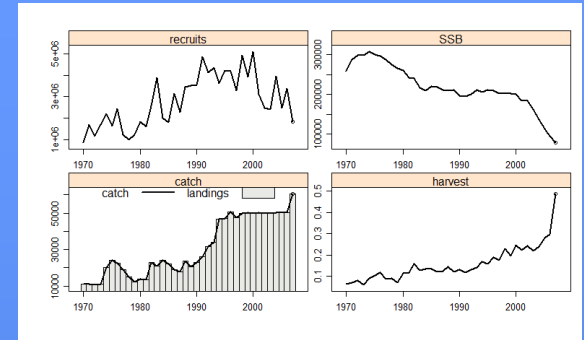 recruits
5e+06
3e+06
1e+06
1970 1980 1990 2000
SSB
300000
200000
100000
1970 1980 1990 2000
catch
catch landings
50000
30000
10000
1970 1980 1990 2000
harvest
0.5
0.4
0.3
0.2
0.1
1970 1980 1990 2000